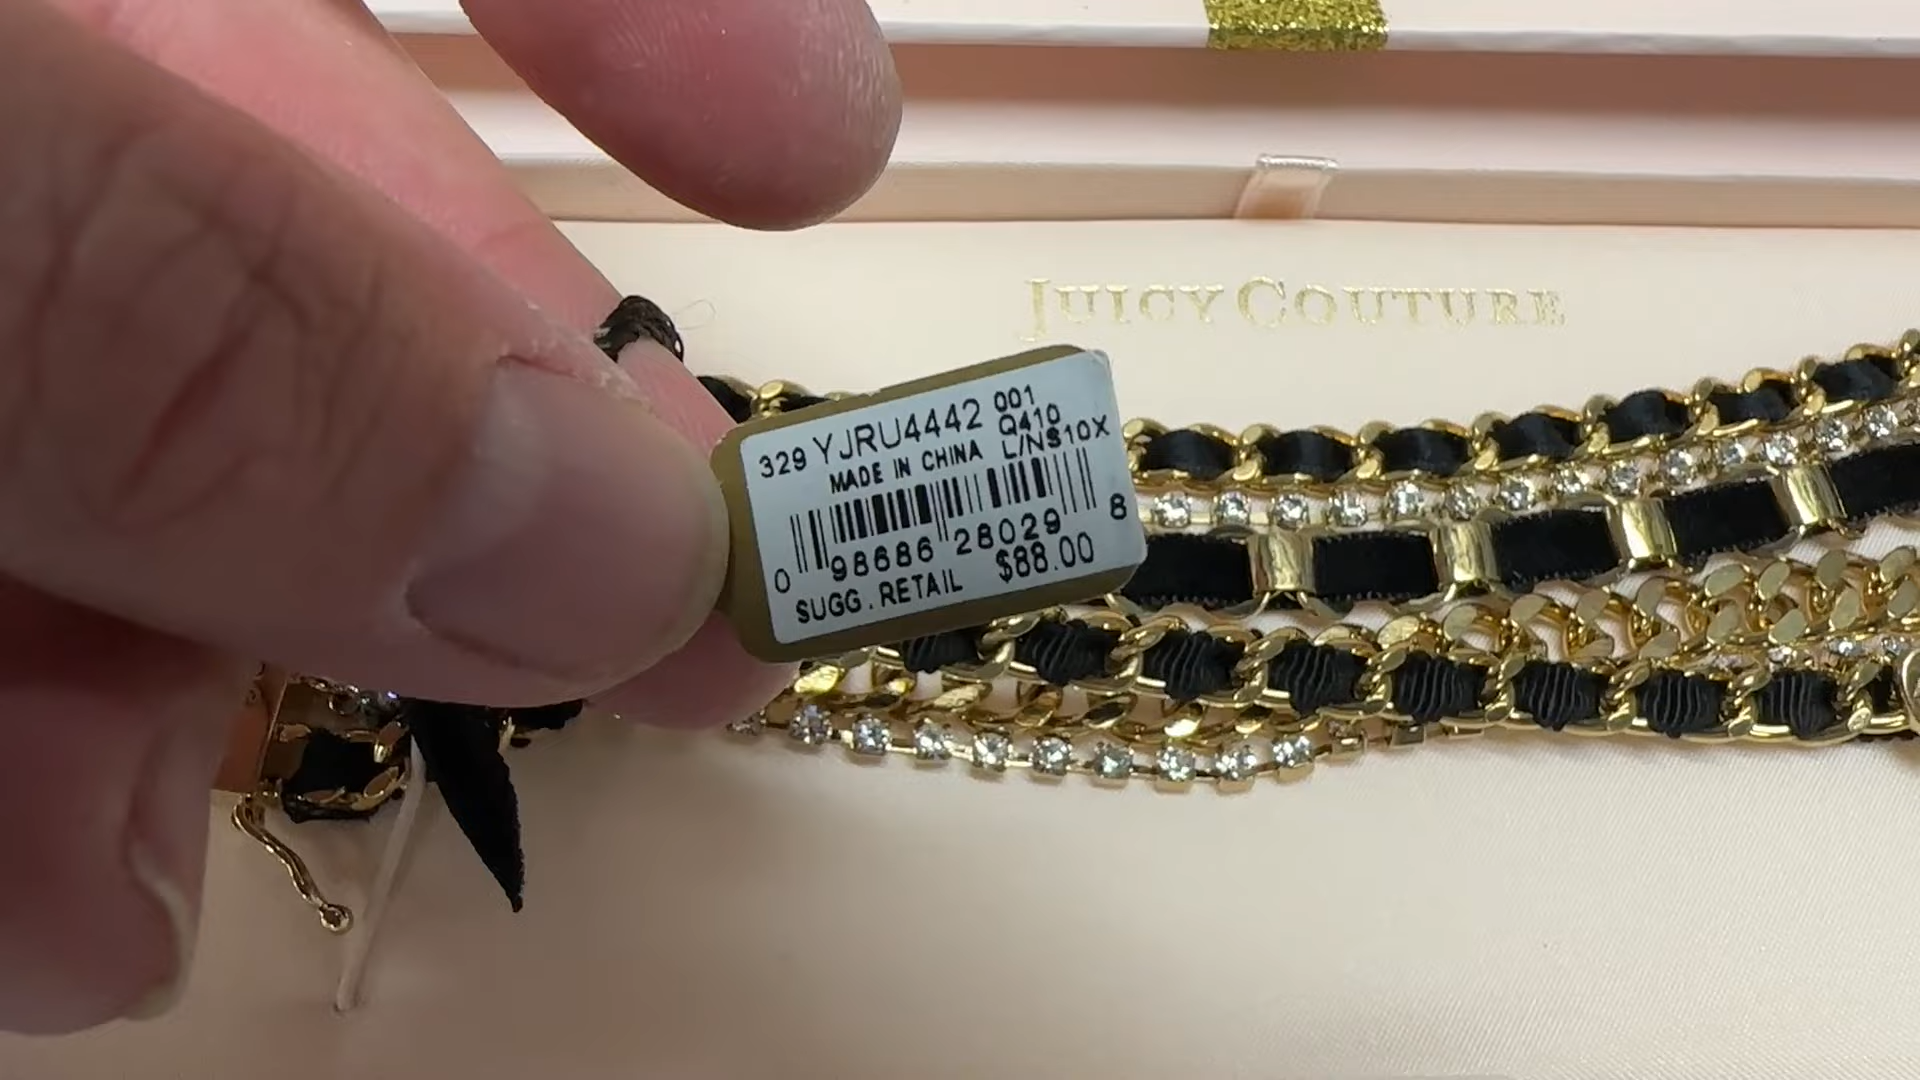 JUICY COUTURE
329 YJRU4442 001
Q410
MADE IN CHINA L/NS10X
0 98686 28029 8
SUGG. RETAIL $88.00